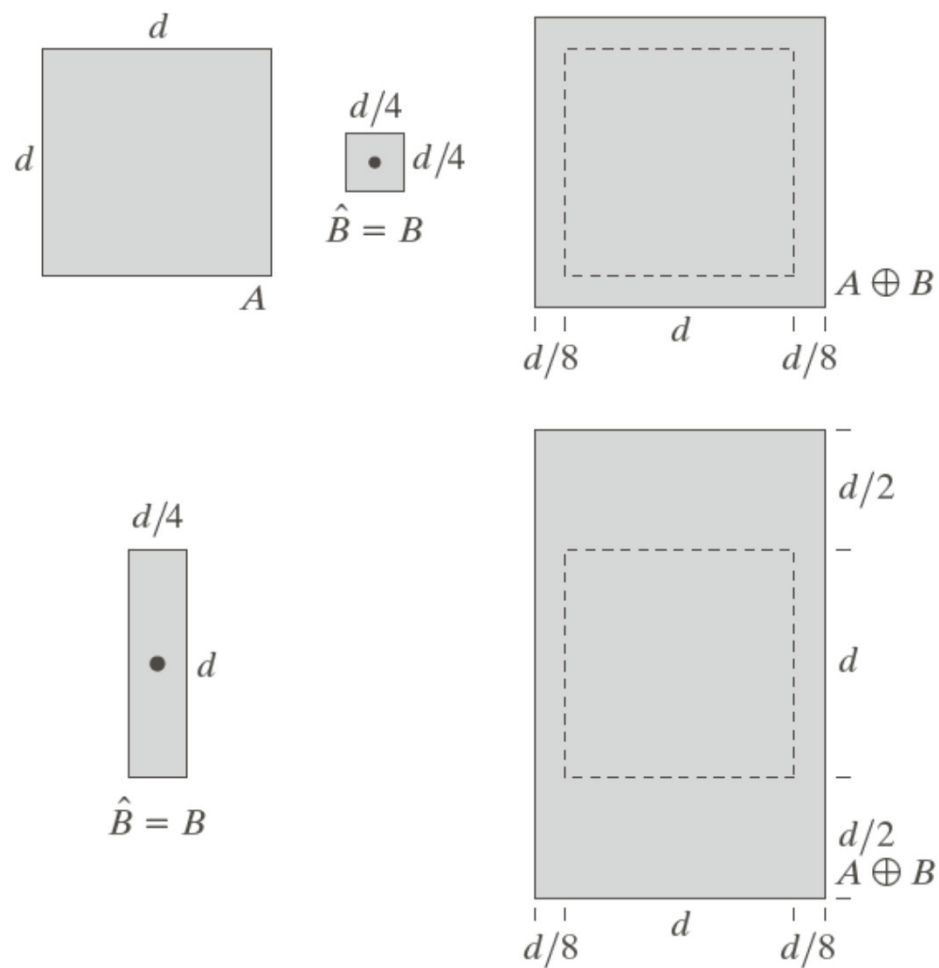 d
d/4
d
d/4
B̂ = B
A
A ⊕ B
d
d/8
d/8
d/4
d/2
d
d
B̂ = B
d/2
A ⊕ B
d
d/8
d/8